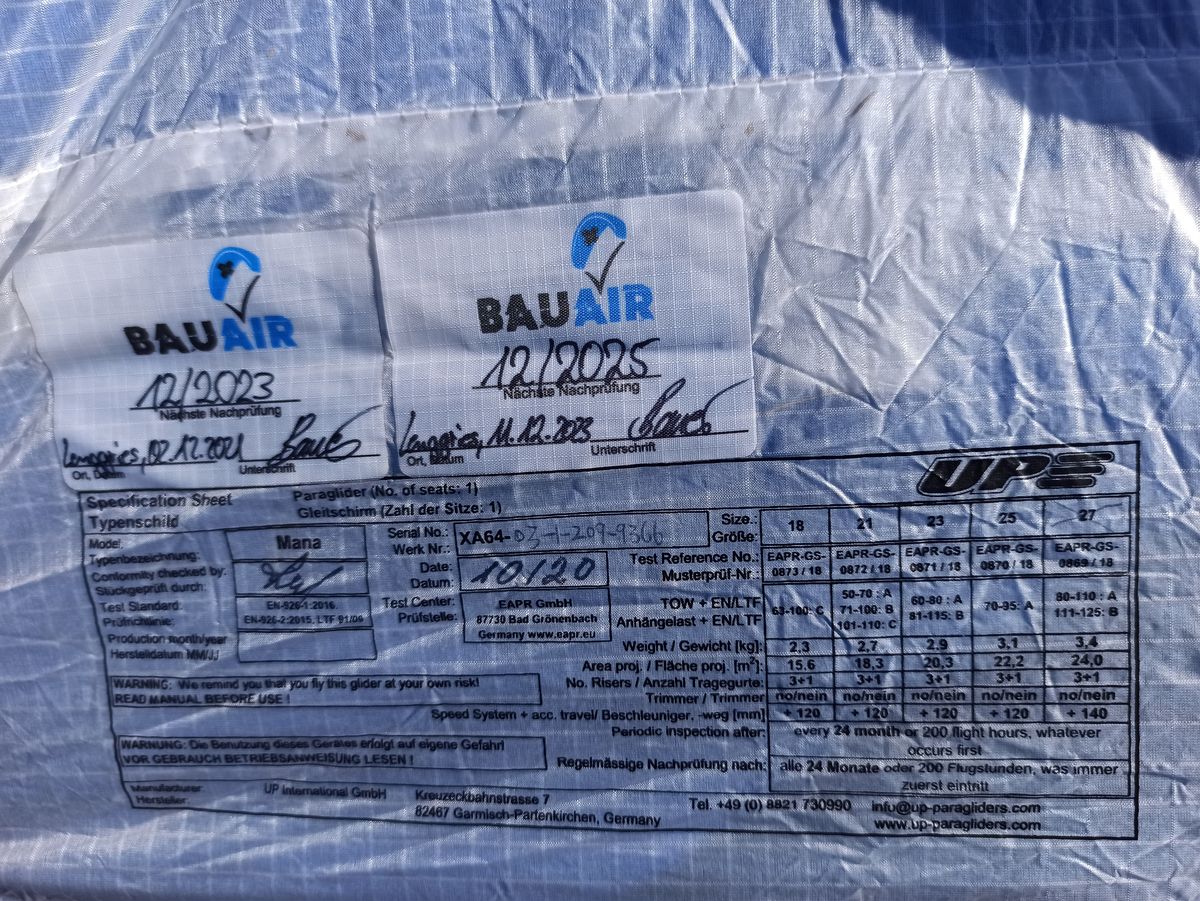 BAUAIR
12/2023
Nächste Nachprüfung
Lenggries, 02.12.2021
Ort, Datum
Unterschrift
BAUAIR
12/2025
Nächste Nachprüfung
Lenggries, 11.12.2023
Ort, Datum
Unterschrift
UP
Specification Sheet Paraglider (No. of seats: 1)
Typenschild Gleitschirm (Zahl der Sitze: 1)
Model:
Typenbezeichnung:
Mana
Serial No.:
Werk Nr.:
XA64-03-1-209-9366
Size.:
Größe:
18 21 23 25 27
Conformity checked by:
Stückgeprüft durch:
Date:
Datum:
10/20
Test Reference No.:
Musterprüf-Nr.:
EAPR-GS-0873 / 18
EAPR-GS-0872 / 18
EAPR-GS-0871 / 18
EAPR-GS-0870 / 18
EAPR-GS-0869 / 18
Test Standard:
Prüfrichtlinie:
EN-926-1:2016,
EN-926-2:2015, LTF 91/09
Test Center:
Prüfstelle:
EAPR GmbH
87730 Bad Grönenbach
Germany www.eapr.eu
TOW + EN/LTF
Anhängelast + EN/LTF
63-100: C
50-70 : A
71-100: B
101-110: C
60-80 : A
81-115: B
70-95: A
80-110 : A
111-125: B
Production month/year
Herstelldatum MM/JJ
Weight / Gewicht [kg]: 2,3 2,7 2,9 3,1 3,4
Area proj. / Fläche proj. [m²]: 15,6 18,3 20,3 22,2 24,0
No. Risers / Anzahl Tragegurte: 3+1 3+1 3+1 3+1 3+1
Trimmer / Trimmer no/nein no/nein no/nein no/nein no/nein
Speed System + acc. travel/ Beschleuniger. -weg [mm] + 120 + 120 + 120 + 120 + 140
WARNING: We remind you that you fly this glider at your own risk!
READ MANUAL BEFORE USE !
Periodic inspection after: every 24 month or 200 flight hours, whatever
occurs first
WARNUNG: Die Benutzung dieses Gerätes erfolgt auf eigene Gefahr!
VOR GEBRAUCH BETRIEBSANWEISUNG LESEN !
Regelmässige Nachprüfung nach: alle 24 Monate oder 200 Flugstunden, was immer
zuerst eintritt
Manufacturer
Hersteller:
UP International GmbH
Kreuzeckbahnstrasse 7
82467 Garmisch-Partenkirchen, Germany
Tel. +49 (0) 8821 730990 info@up-paragliders.com
www.up-paragliders.com